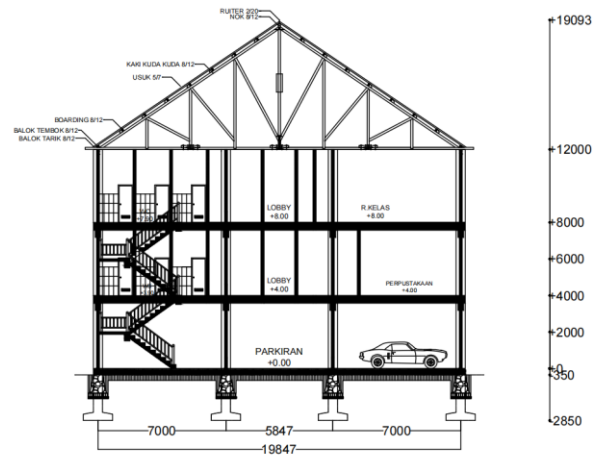 RUITER 2/20
NOK 8/12
KAKI KUDA KUDA 8/12
USUK 5/7
BOARDING 8/12
BALOK TEMBOK 8/12
BALOK TARIK 8/12
19093
12000
LOBBY
+8.00
R.KELAS
+8.00
8000
6000
LOBBY
+4.00
PERPUSTAKAAN
+4.00
4000
2000
PARKIRAN
+0.00
350
2850
7000
5847
7000
19847